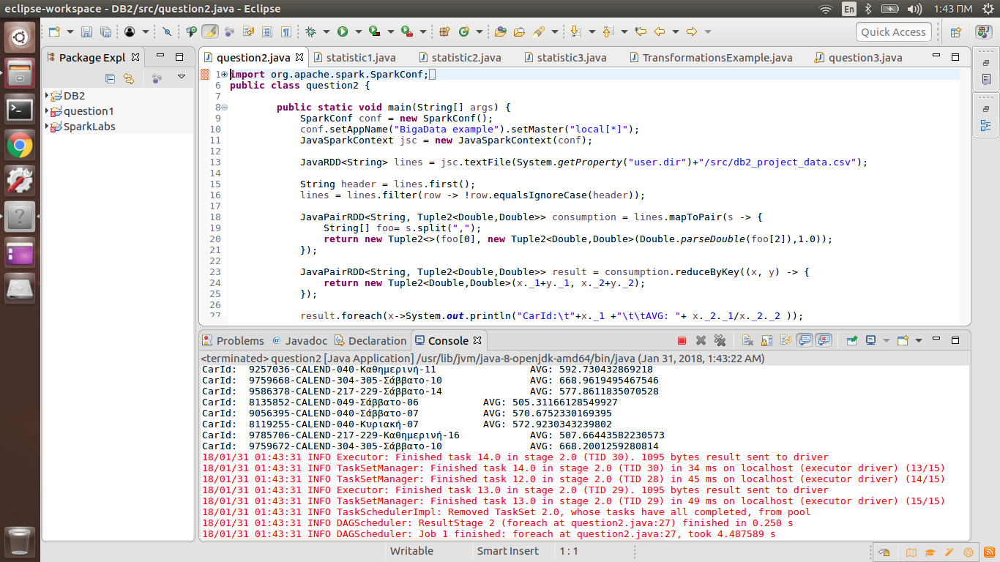 eclipse-workspace - DB2/src/question2.java - Eclipse
En
1:43 ΠΜ
Quick Access
Package Expl
question2.java
statistic1.java
statistic2.java
statistic3.java
TransformationsExample.java
question3.java
DB2
question1
SparkLabs
1 import org.apache.spark.SparkConf;
6 public class question2 {
7
8 public static void main(String[] args) {
9 SparkConf conf = new SparkConf();
10 conf.setAppName("BigaData example").setMaster("local[*]");
11 JavaSparkContext jsc = new JavaSparkContext(conf);
12
13 JavaRDD<String> lines = jsc.textFile(System.getProperty("user.dir")+"/src/db2_project_data.csv");
14
15 String header = lines.first();
16 lines = lines.filter(row -> !row.equalsIgnoreCase(header));
17
18 JavaPairRDD<String, Tuple2<Double,Double>> consumption = lines.mapToPair(s -> {
19 String[] foo= s.split(",");
20 return new Tuple2<>(foo[0], new Tuple2<Double,Double>(Double.parseDouble(foo[2]),1.0));
21 });
22
23 JavaPairRDD<String, Tuple2<Double,Double>> result = consumption.reduceByKey((x, y) -> {
24 return new Tuple2<Double,Double>(x._1+y._1, x._2+y._2);
25 });
26
27 result.foreach(x->System.out.println("CarId:\t"+x._1 +"\t\tAVG: "+ x._2._1/x._2._2 ));
Problems
@ Javadoc
Declaration
Console
<terminated> question2 [Java Application] /usr/lib/jvm/java-8-openjdk-amd64/bin/java (Jan 31, 2018, 1:43:22 AM)
CarId: 9257036-CALEND-040-Καθημερινή-11 AVG: 592.730432869218
CarId: 9759668-CALEND-304-305-Σάββατο-10 AVG: 668.9619495467546
CarId: 9586378-CALEND-217-229-Σάββατο-14 AVG: 577.8611835070528
CarId: 8135852-CALEND-049-Σάββατο-06 AVG: 505.31166128549927
CarId: 9056395-CALEND-040-Σάββατο-07 AVG: 570.6752330169395
CarId: 8119255-CALEND-040-Κυριακή-07 AVG: 572.9230343239802
CarId: 9785706-CALEND-217-229-Καθημερινή-16 AVG: 507.66443582230573
CarId: 9759672-CALEND-304-305-Σάββατο-10 AVG: 668.2001259280814
18/01/31 01:43:31 INFO Executor: Finished task 14.0 in stage 2.0 (TID 30). 1095 bytes result sent to driver
18/01/31 01:43:31 INFO TaskSetManager: Finished task 14.0 in stage 2.0 (TID 30) in 34 ms on localhost (executor driver) (13/15)
18/01/31 01:43:31 INFO TaskSetManager: Finished task 12.0 in stage 2.0 (TID 28) in 45 ms on localhost (executor driver) (14/15)
18/01/31 01:43:31 INFO Executor: Finished task 13.0 in stage 2.0 (TID 29). 1095 bytes result sent to driver
18/01/31 01:43:31 INFO TaskSetManager: Finished task 13.0 in stage 2.0 (TID 29) in 49 ms on localhost (executor driver) (15/15)
18/01/31 01:43:31 INFO TaskSchedulerImpl: Removed TaskSet 2.0, whose tasks have all completed, from pool
18/01/31 01:43:31 INFO DAGScheduler: ResultStage 2 (foreach at question2.java:27) finished in 0.250 s
18/01/31 01:43:31 INFO DAGScheduler: Job 1 finished: foreach at question2.java:27, took 4.487589 s
Writable
Smart Insert
1 : 1